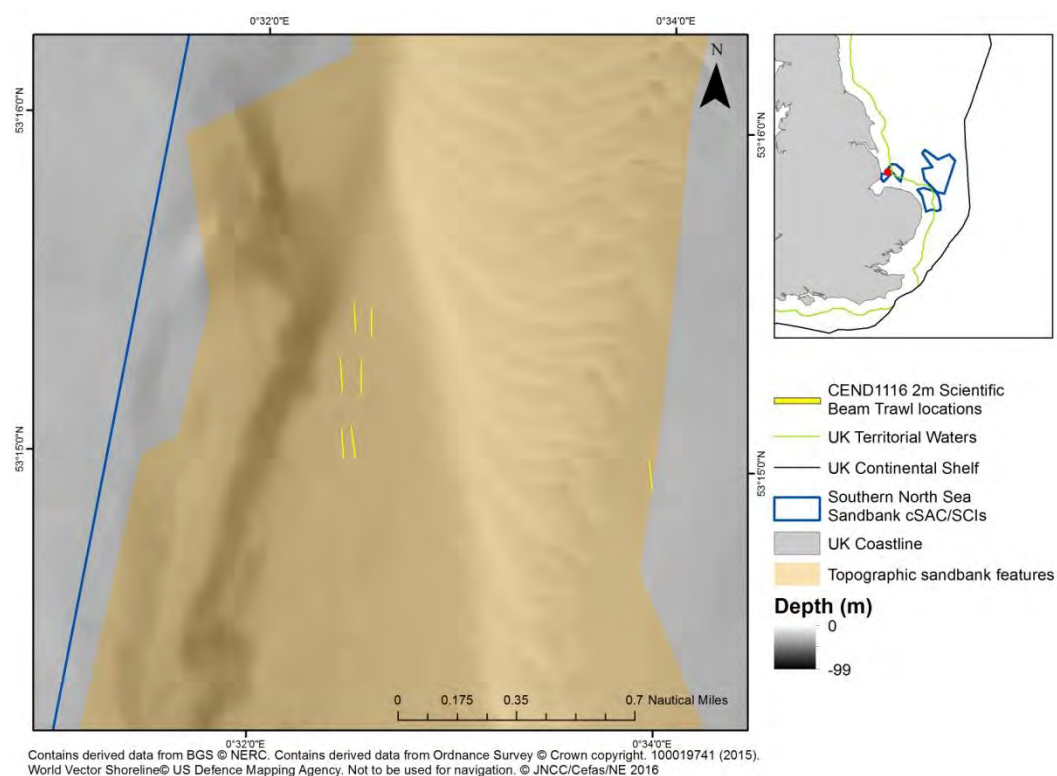 0°32'0"E
0°34'0"E
N
53°16'0"N
53°16'0"N
53°15'0"N
53°15'0"N
0
0.175
0.35
0.7 Nautical Miles
0°32'0"E
0°34'0"E
CEND1116 2m Scientific
Beam Trawl locations
UK Territorial Waters
UK Continental Shelf
Southern North Sea
Sandbank cSAC/SCIs
UK Coastline
Topographic sandbank features
Depth (m)
0
-99
Contains derived data from BGS © NERC. Contains derived data from Ordnance Survey © Crown copyright. 100019741 (2015).
World Vector Shoreline© US Defence Mapping Agency. Not to be used for navigation. © JNCC/Cefas/NE 2016